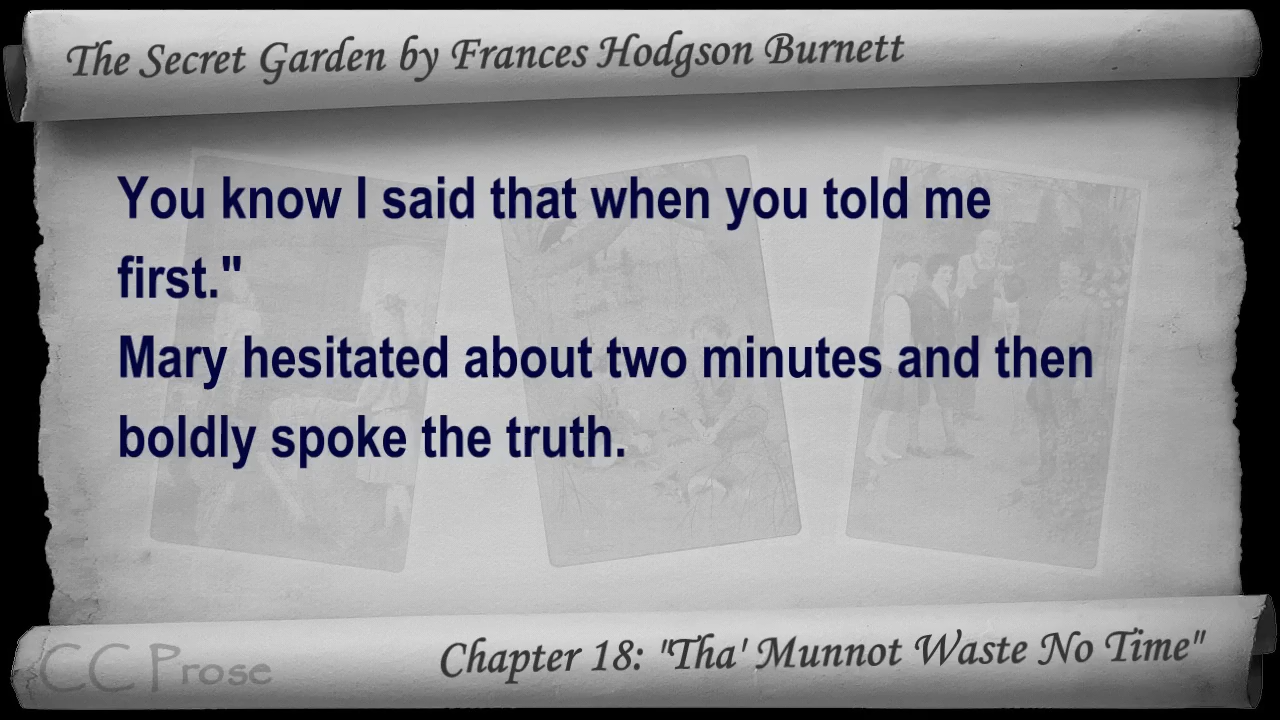 The Secret Garden by Frances Hodgson Burnett
You know I said that when you told me
first."
Mary hesitated about two minutes and then
boldly spoke the truth.
CC Prose
Chapter 18: "Tha' Munnot Waste No Time"